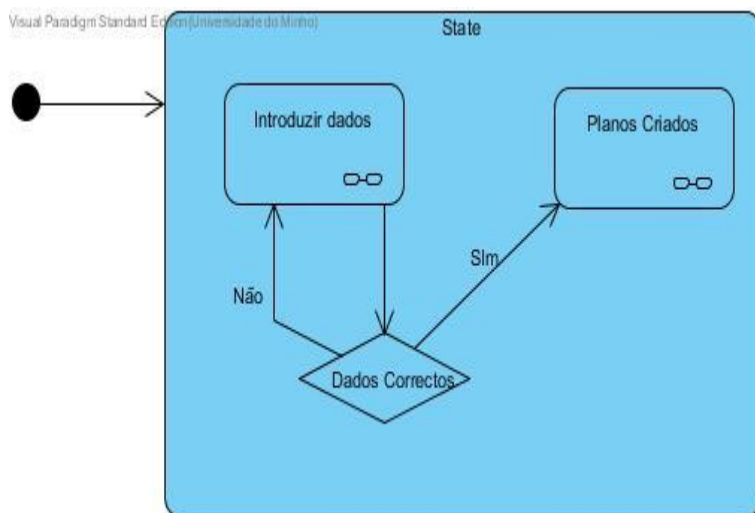 Visual Paradigm Standard Edition(Universidade do Minho)
State
Introduzir dados
Planos Criados
SIm
Não
Dados Correctos